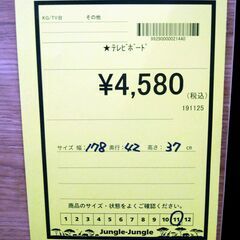 KG/TV台 その他
9929000021440
★テレビボード
¥4,580
(税込)
191125
サイズ 幅: 178 奥行: 42 高さ: 37 cm
商品のサイズ・状態をよくご確認ください。
1 2 3 4 5 6 7 8 9 10 11 12
Jungle-Jungle